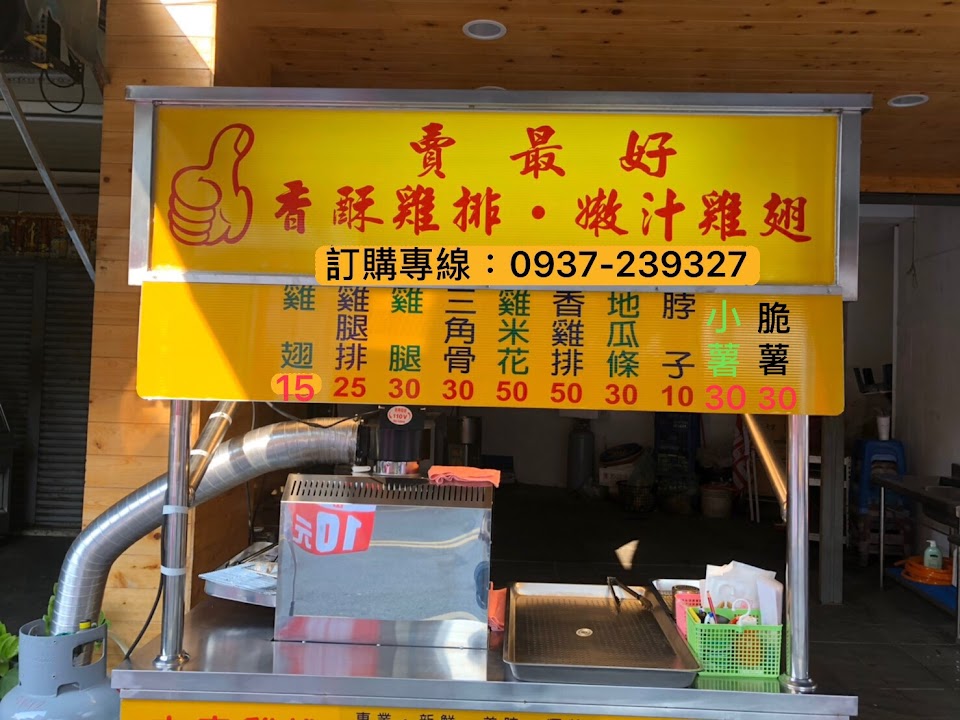 賣最好
香酥雞排・嫩汁雞翅
訂購專線：0937-239327
雞翅 15
雞腿排 25
雞腿 30
三角骨 30
雞米花 50
香雞排 50
地瓜條 30
脖子 10
小薯 30
脆薯 30
110V
10元